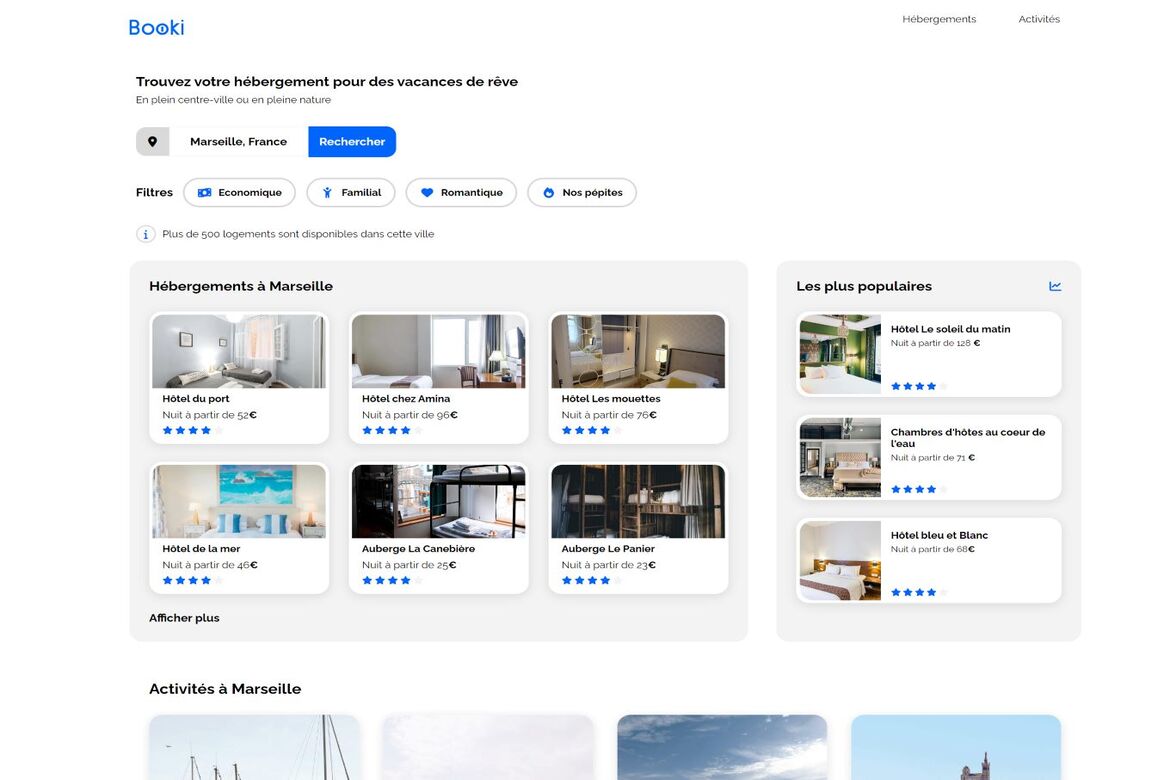 Booki
Hébergements
Activités
Trouvez votre hébergement pour des vacances de rêve
En plein centre-ville ou en pleine nature
Marseille, France
Rechercher
Filtres
Economique
Familial
Romantique
Nos pépites
i
Plus de 500 logements sont disponibles dans cette ville
Hébergements à Marseille
Hôtel du port
Nuit à partir de 52€
Hôtel chez Amina
Nuit à partir de 96€
Hôtel Les mouettes
Nuit à partir de 76€
Hôtel de la mer
Nuit à partir de 46€
Auberge La Canebière
Nuit à partir de 25€
Auberge Le Panier
Nuit à partir de 23€
Afficher plus
Les plus populaires
Hôtel Le soleil du matin
Nuit à partir de 128 €
Chambres d'hôtes au coeur de
l'eau
Nuit à partir de 71 €
Hôtel bleu et Blanc
Nuit à partir de 68€
Activités à Marseille